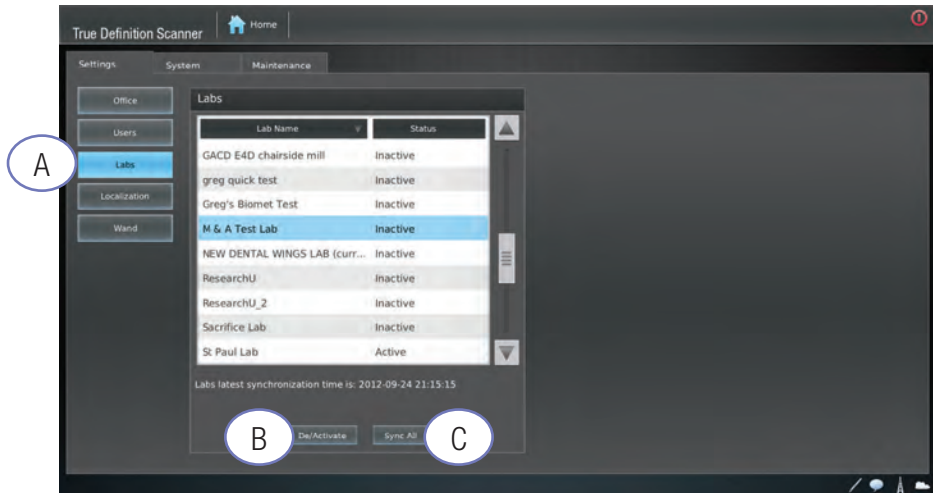 True Definition Scanner Home
Settings System Maintenance
Office
Users
A Labs
Localization
Wand
Labs
Lab Name Status
GACD E4D chairside mill Inactive
greg quick test Inactive
Greg's Biomet Test Inactive
M & A Test Lab Inactive
NEW DENTAL WINGS LAB (curr... Inactive
ResearchU Inactive
ResearchU_2 Inactive
Sacrifice Lab Inactive
St Paul Lab Active
Labs latest synchronization time is: 2012-09-24 21:15:15
B De/Activate Sync All C